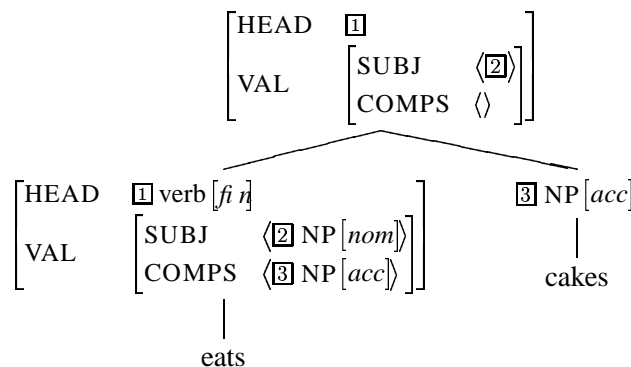 HEAD 1
VAL SUBJ ⟨2⟩
COMPS ⟨⟩
HEAD 1 verb [fin]
VAL SUBJ ⟨2 NP[nom]⟩
COMPS ⟨3 NP[acc]⟩
3 NP[acc]
eats
cakes